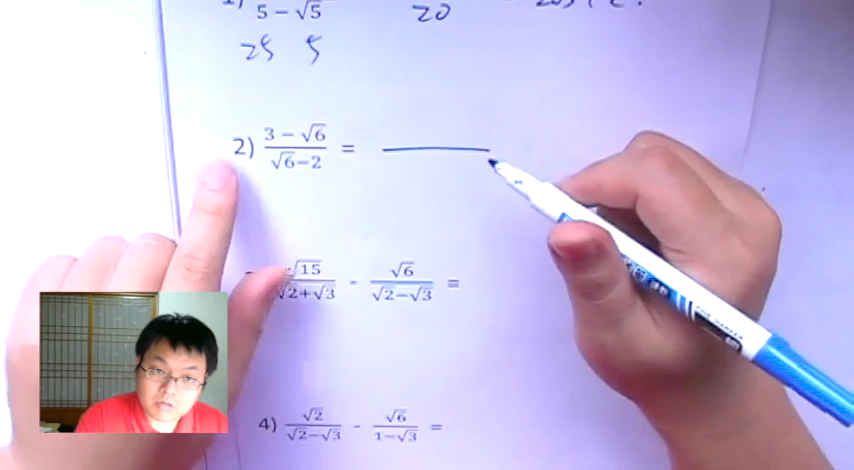 5 − √5
20
25 5
2) (3 − √6)/(√6−2) =
√15/(√2+√3) - √6/(√2−√3) =
4) √2/(√2−√3) - √6/(1−√3) =